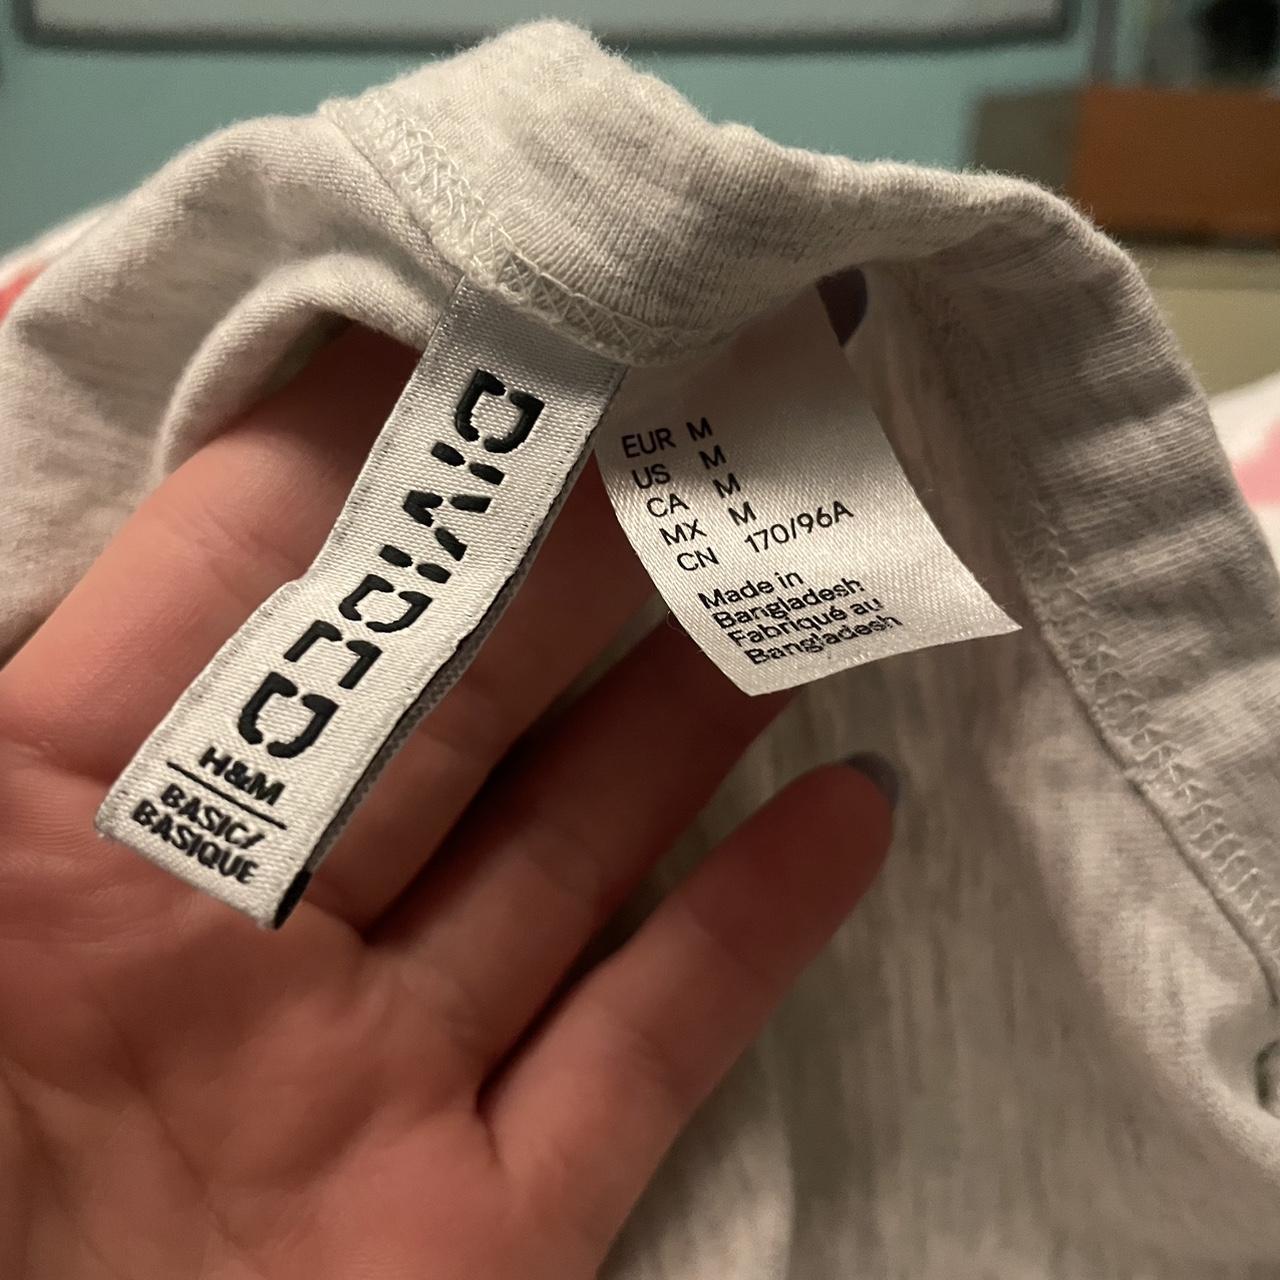 DIVIDED
H&M
BASIC/
BASIQUE
EUR M
US M
CA M
MX M
CN 170/96A
Made in
Bangladesh
Fabriqué au
Bangladesh